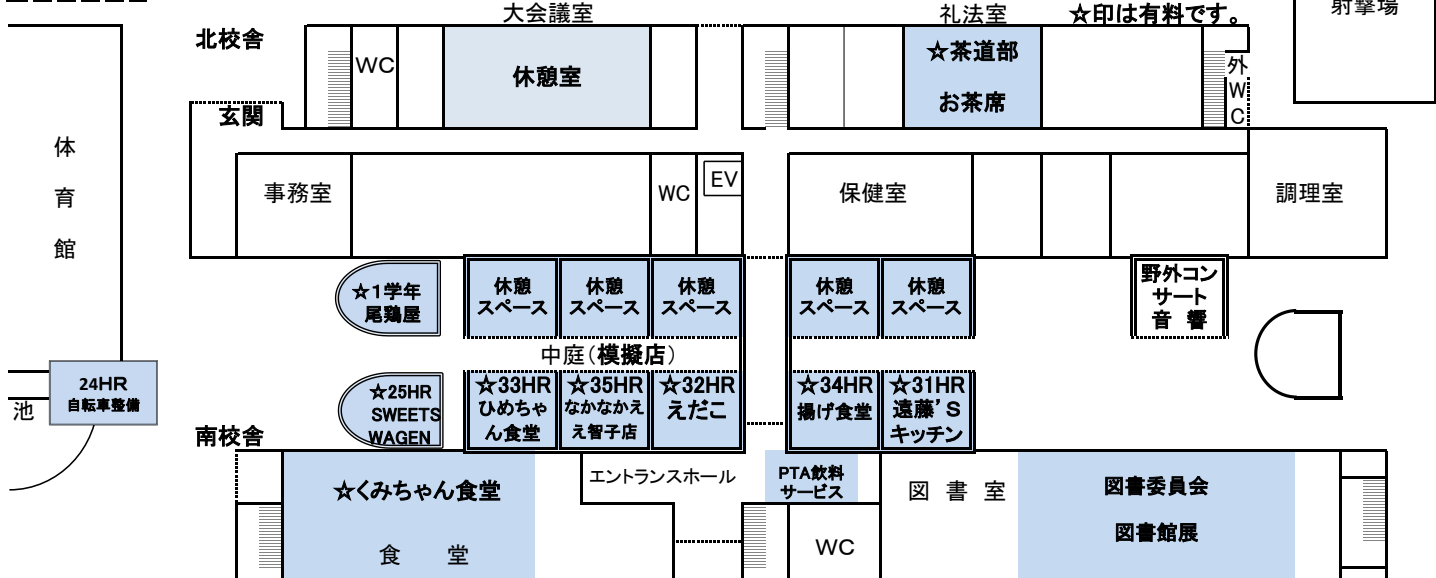 大会議室
礼法室
☆印は有料です。
射撃場
北校舎
WC
休憩室
☆茶道部
お茶席
外
W
C
玄関
体
育
館
事務室
WC
EV
保健室
調理室
☆1学年
尾鶏屋
休憩
スペース
休憩
スペース
休憩
スペース
休憩
スペース
休憩
スペース
野外コン
サート
音 響
中庭(模擬店)
24HR
自転車整備
池
☆25HR
SWEETS
WAGEN
☆33HR
ひめちゃ
ん食堂
☆35HR
なかなかえ
え智子店
☆32HR
えだこ
☆34HR
揚げ食堂
☆31HR
遠藤'S
キッチン
南校舎
☆くみちゃん食堂
食 堂
エントランスホール
PTA飲料
サービス
WC
図 書 室
図書委員会
図書館展